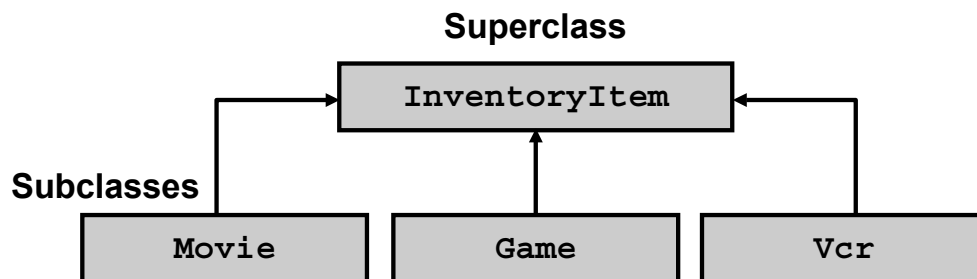 Superclass
InventoryItem
Subclasses
Movie
Game
Vcr